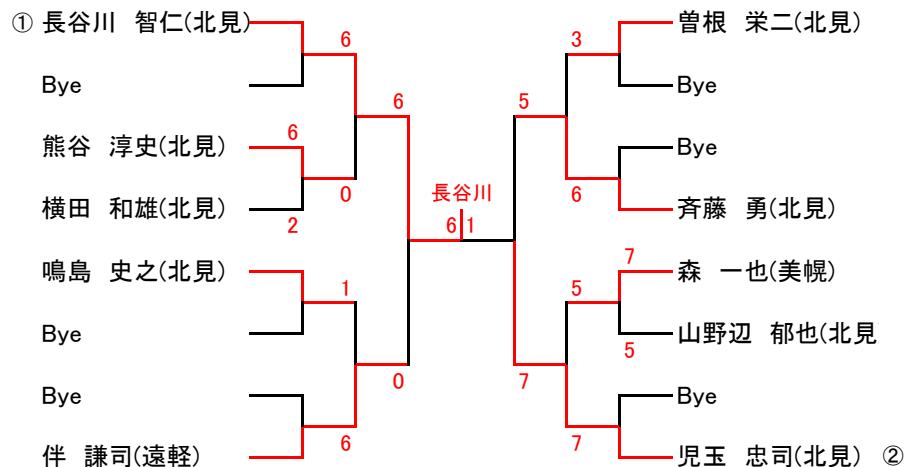 ① 長谷川 智仁(北見)
6
Bye
6
熊谷 淳史(北見)
6
横田 和雄(北見)
2
0
鳴島 史之(北見)
1
Bye
0
Bye
伴 謙司(遠軽)
6
長谷川
6 1
曽根 栄二(北見)
3
Bye
5
Bye
斉藤 勇(北見)
6
森 一也(美幌)
7
5
山野辺 郁也(北見
5
7
Bye
児玉 忠司(北見) ②
7